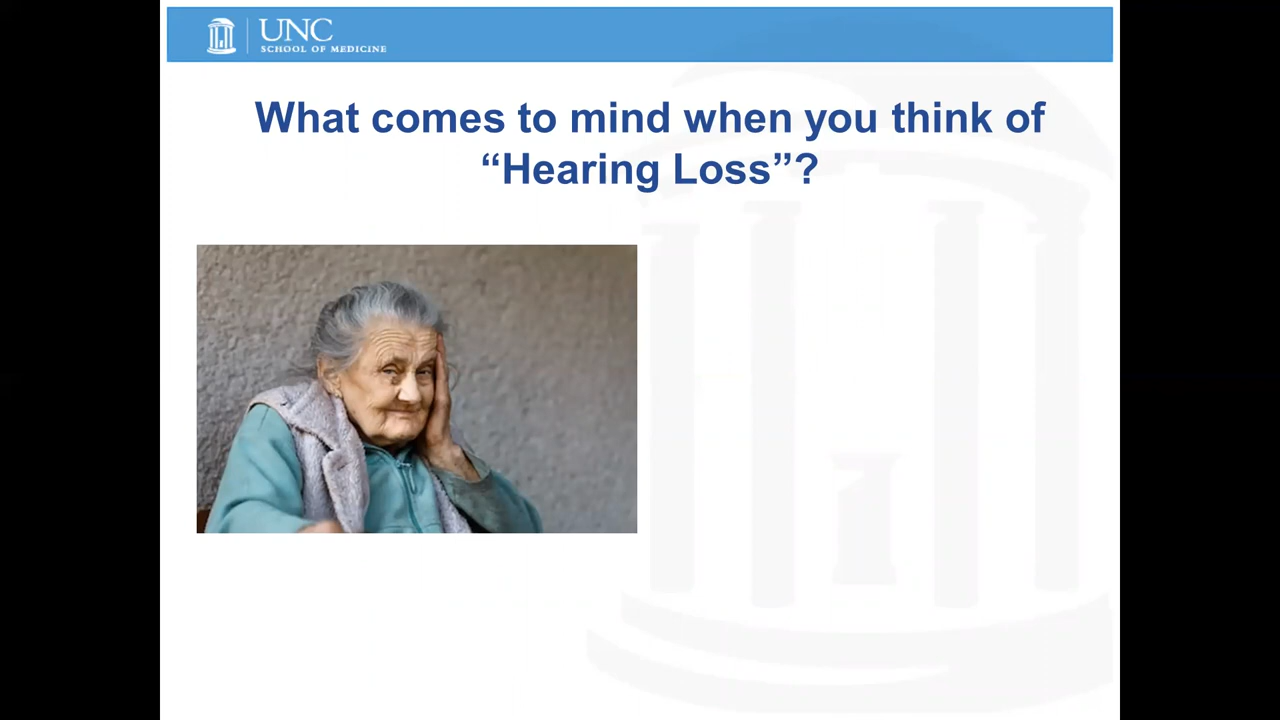 UNC
SCHOOL OF MEDICINE
What comes to mind when you think of
“Hearing Loss”?